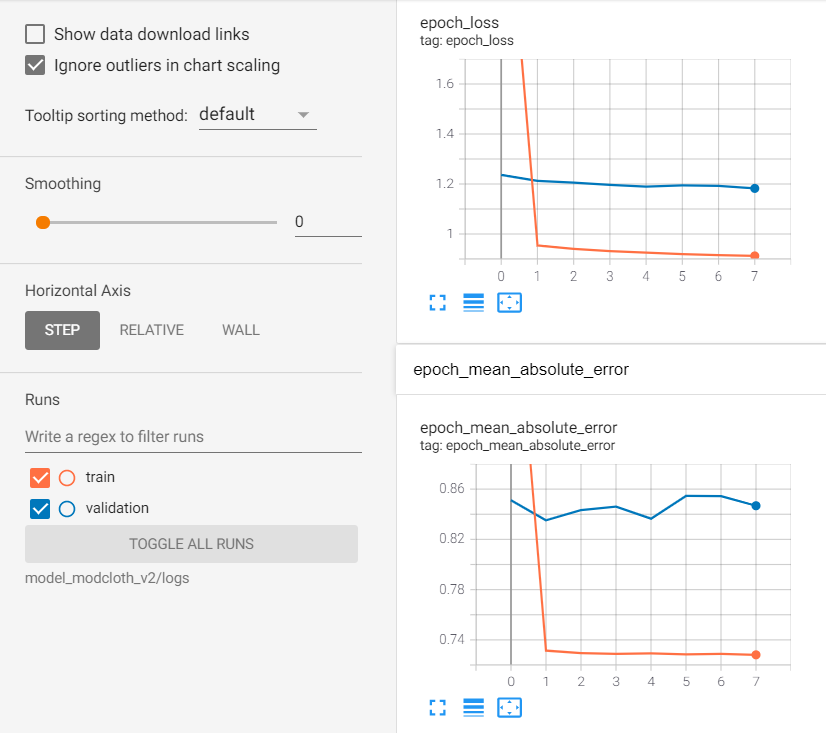 Show data download links
Ignore outliers in chart scaling
Tooltip sorting method: default
Smoothing
0
Horizontal Axis
STEP RELATIVE WALL
Runs
Write a regex to filter runs
train
validation
TOGGLE ALL RUNS
model_modcloth_v2/logs
epoch_loss
tag: epoch_loss
1.6
1.4
1.2
1
0 1 2 3 4 5 6 7
epoch_mean_absolute_error
epoch_mean_absolute_error
tag: epoch_mean_absolute_error
0.86
0.82
0.78
0.74
0 1 2 3 4 5 6 7